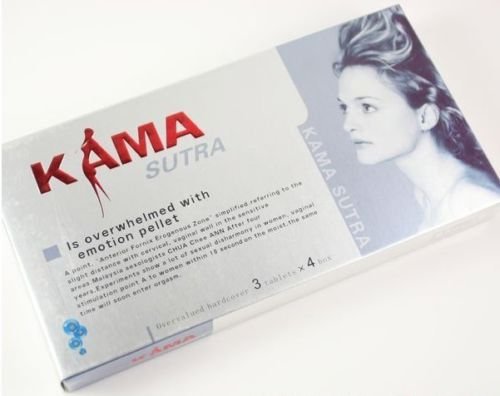 KAMA
SUTRA
KAMA SUTRA
Is overwhelmed with
emotion pellet
A point, "Anterior Fornix Erogenous Zone" simplified,referring to the
slight distance with cervical, vaginal wall in the sensitive
areas.Malaysia sexologists CHUA Chee ANN After four
years.Experiments show a lot of sexual disharmony in women, vaginal
stimulation point A to women within 18 second on the moist,the same
time will soon enter orgasm.
Overvalued hardcover 3 tablets x 4 box
KAMA SUTRA